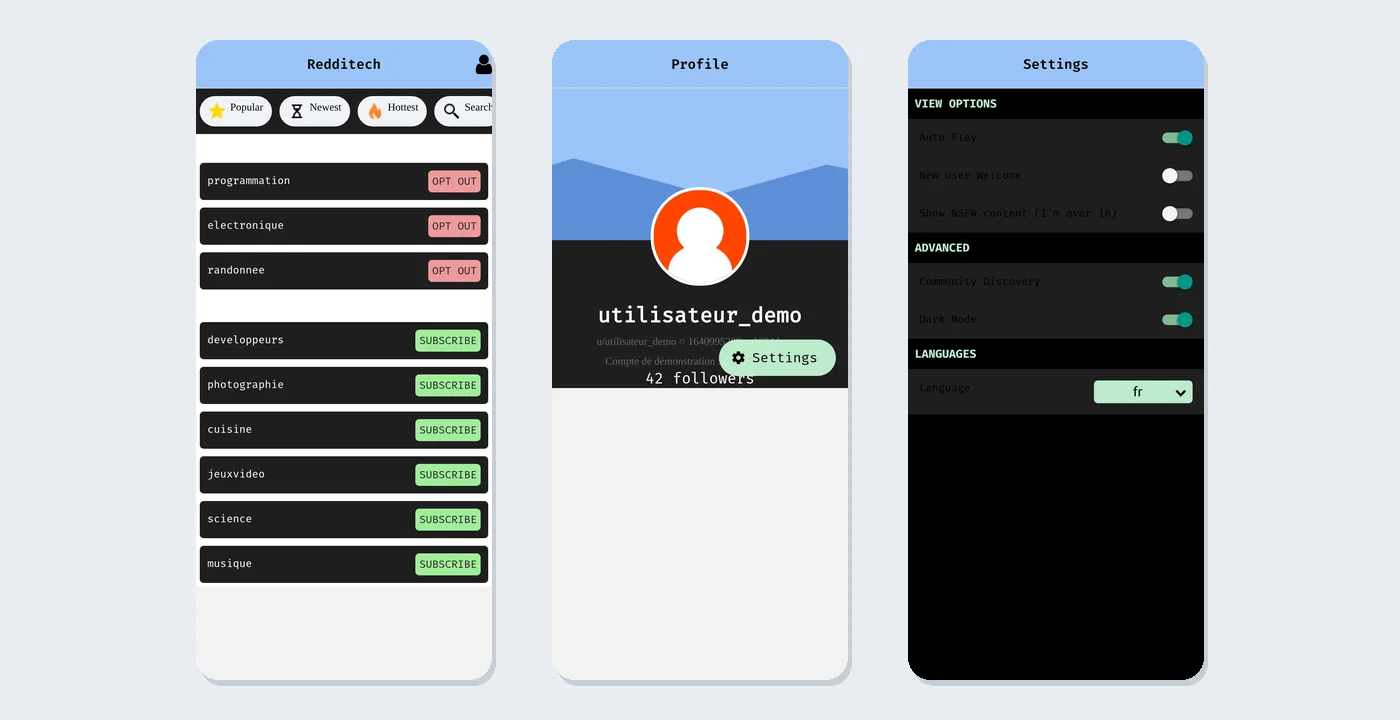 Redditech
Popular
Newest
Hottest
Search
programmation
OPT OUT
electronique
OPT OUT
randonnee
OPT OUT
developpeurs
SUBSCRIBE
photographie
SUBSCRIBE
cuisine
SUBSCRIBE
jeuxvideo
SUBSCRIBE
science
SUBSCRIBE
musique
SUBSCRIBE
Profile
utilisateur_demo
u/utilisateur_demo ○
Compte de démonstration
Settings
42 followers
Settings
VIEW OPTIONS
Auto Play
New User Welcome
Show NSFW content (I'm over 18)
ADVANCED
Community Discovery
Dark Mode
LANGUAGES
Language
fr